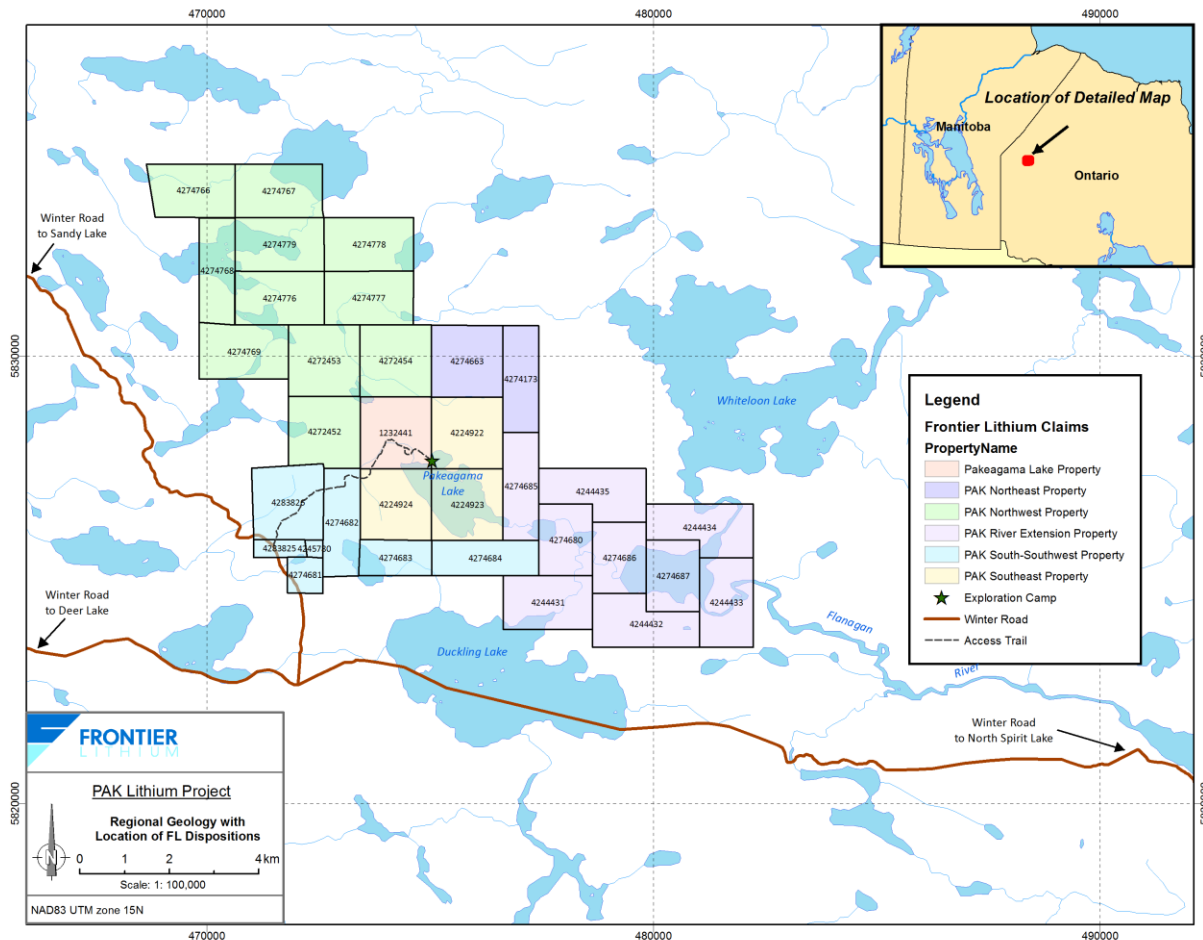 470000
480000
490000
Location of Detailed Map
Manitoba
Ontario
4274766
4274767
Winter Road
to Sandy Lake
4274779
4274778
4274768
4274776
4274777
5830000
5830000
4274769
4272453
4272454
4274663
4274173
Whiteloon Lake
4272452
1232441
4224922
Pakeagama
Lake
4274685
4244435
4283826
4274682
4224924
4224923
4274680
4244434
4283825
4245780
4274683
4274684
4274686
4274681
4274687
4244431
4244433
4244432
Winter Road
to Deer Lake
Duckling Lake
Flanagan
River
Legend
Frontier Lithium Claims
PropertyName
Pakeagama Lake Property
PAK Northeast Property
PAK Northwest Property
PAK River Extension Property
PAK South-Southwest Property
PAK Southeast Property
Exploration Camp
Winter Road
Access Trail
Winter Road
to North Spirit Lake
FRONTIER
LITHIUM
PAK Lithium Project
Regional Geology with
Location of FL Dispositions
N
0 1 2 4 km
Scale: 1: 100,000
NAD83 UTM zone 15N
5820000
5820000
470000
480000
490000